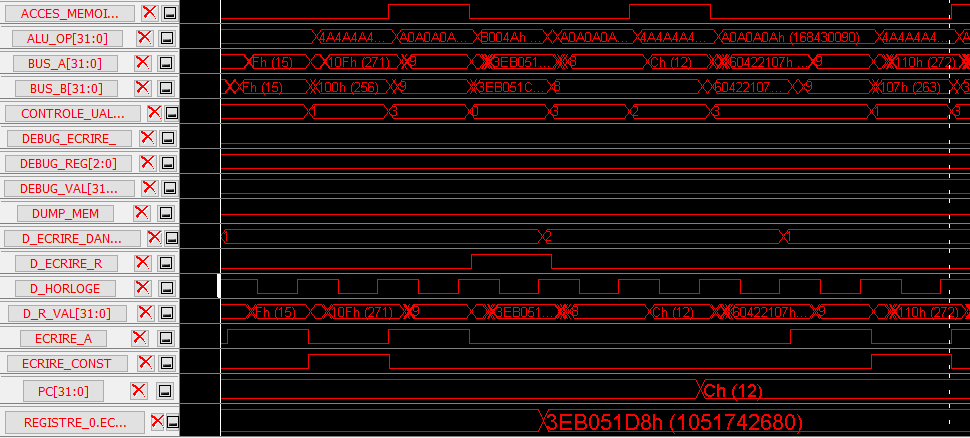 ACCES_MEMOI...
ALU_OP[31:0] 4A4A4A4... A0A0A0A... B004Ah ... A0A0A0A... 4A4A4A4... A0A0A0Ah (168430090) 4A4A4A4...
BUS_A[31:0] Fh (15) 10Fh (271) 9 3EB051... 8 Ch (12) 60422107h... 9 110h (272)
BUS_B[31:0] Fh (15) 100h (256) 9 3EB051C... 8 60422107... 9 107h (263) 3
CONTROLE_UAL... 1 3 0 3 2 3 1 3
DEBUG_ECRIRE_
DEBUG_REG[2:0]
DEBUG_VAL[31...
DUMP_MEM
D_ECRIRE_DAN... 1 2 1
D_ECRIRE_R
D_HORLOGE
D_R_VAL[31:0] Fh (15) 10Fh (271) 9 3EB051... 8 Ch (12) 60422107h... 9 110h (272)
ECRIRE_A
ECRIRE_CONST
PC[31:0] Ch (12)
REGISTRE_0.EC... 3EB051D8h (1051742680)